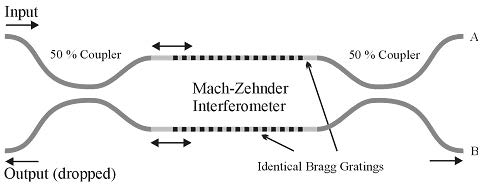 Input
A
50 % Coupler
50 % Coupler
Mach-Zehnder
Interferometer
Identical Bragg Gratings
B
Output (dropped)